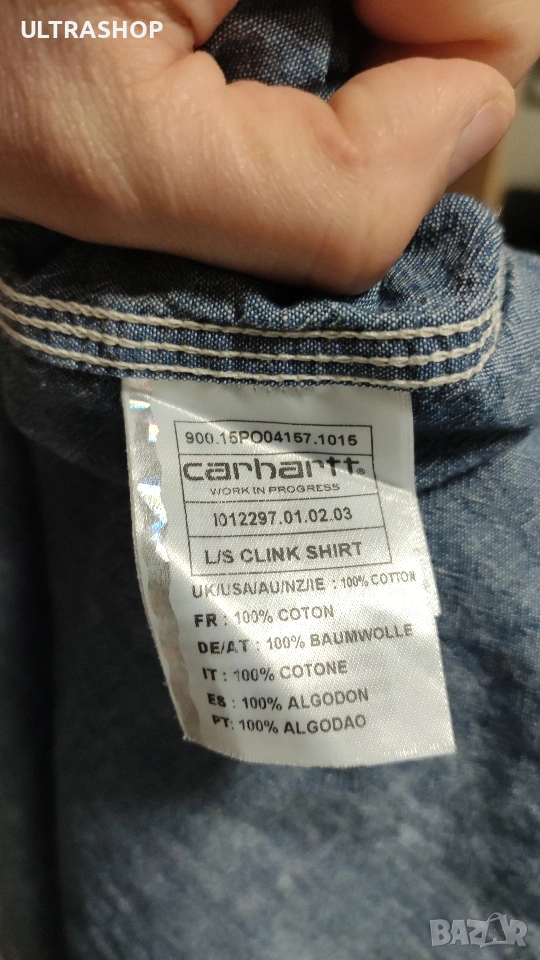 ULTRASHOP
900.15PO04157.1015
carhartt®
WORK IN PROGRESS
I012297.01.02.03
L/S CLINK SHIRT
UK/USA/AU/NZ/IE : 100% COTTON
FR : 100% COTON
DE/AT : 100% BAUMWOLLE
IT : 100% COTONE
ES : 100% ALGODON
PT: 100% ALGODAO
BAZAR